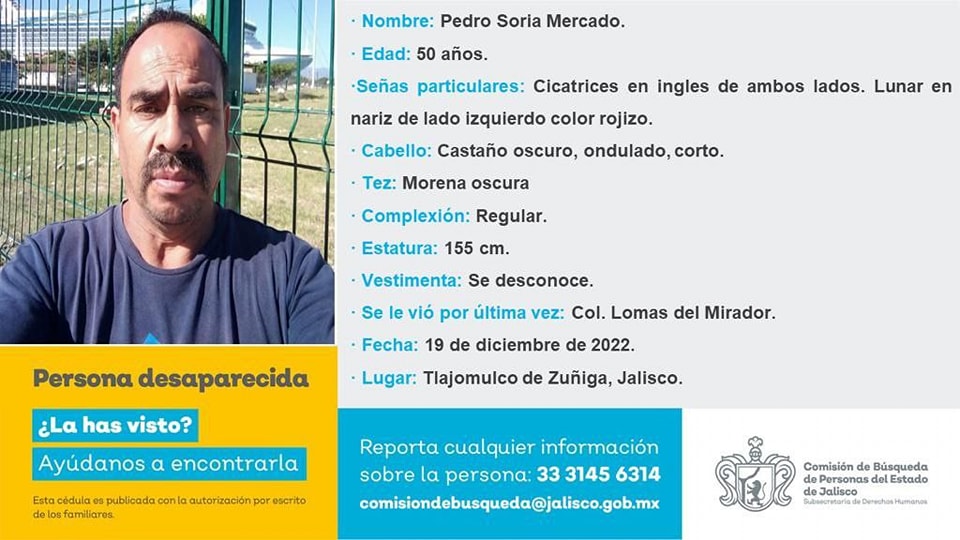 · Nombre: Pedro Soria Mercado.
· Edad: 50 años.
·Señas particulares: Cicatrices en ingles de ambos lados. Lunar en
nariz de lado izquierdo color rojizo.
· Cabello: Castaño oscuro, ondulado, corto.
· Tez: Morena oscura
· Complexión: Regular.
· Estatura: 155 cm.
· Vestimenta: Se desconoce.
· Se le vió por última vez: Col. Lomas del Mirador.
· Fecha: 19 de diciembre de 2022.
· Lugar: Tlajomulco de Zuñiga, Jalisco.
Persona desaparecida
¿La has visto?
Ayúdanos a encontrarla
Esta cédula es publicada con la autorización por escrito
de los familiares.
Reporta cualquier información
sobre la persona: 33 3145 6314
comisiondebusqueda@jalisco.gob.mx
Comisión de Búsqueda
de Personas del Estado
de Jalisco
Subsecretaría de Derechos Humanos